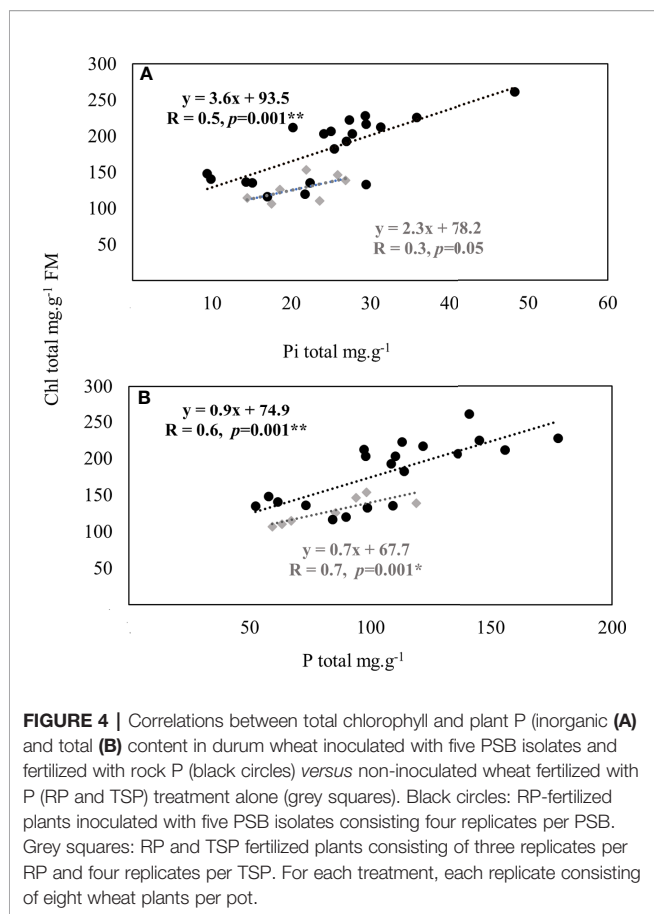 A
300
y = 3.6x + 93.5
R = 0.5, p=0.001**
250
200
150
100
50
y = 2.3x + 78.2
R = 0.3, p=0.05
10 20 30 40 50 60
Pi total mg.g-1
Chl total mg.g-1 FM
B
300
y = 0.9x + 74.9
R = 0.6, p=0.001**
250
200
150
100
50
y = 0.7x + 67.7
R = 0.7, p=0.001*
50 100 150 200
P total mg.g-1
FIGURE 4 | Correlations between total chlorophyll and plant P (inorganic (A)
and total (B) content in durum wheat inoculated with five PSB isolates and
fertilized with rock P (black circles) versus non-inoculated wheat fertilized with
P (RP and TSP) treatment alone (grey squares). Black circles: RP-fertilized
plants inoculated with five PSB isolates consisting four replicates per PSB.
Grey squares: RP and TSP fertilized plants consisting of three replicates per
RP and four replicates per TSP. For each treatment, each replicate consisting
of eight wheat plants per pot.